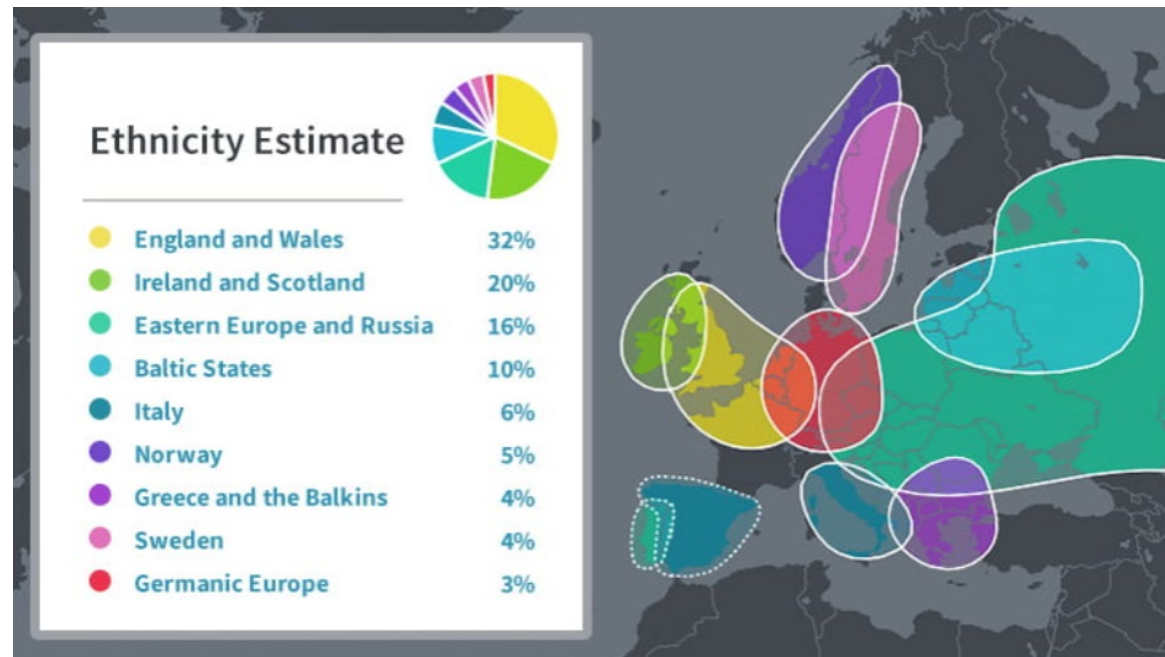 Ethnicity Estimate
England and Wales 32%
Ireland and Scotland 20%
Eastern Europe and Russia 16%
Baltic States 10%
Italy 6%
Norway 5%
Greece and the Balkins 4%
Sweden 4%
Germanic Europe 3%